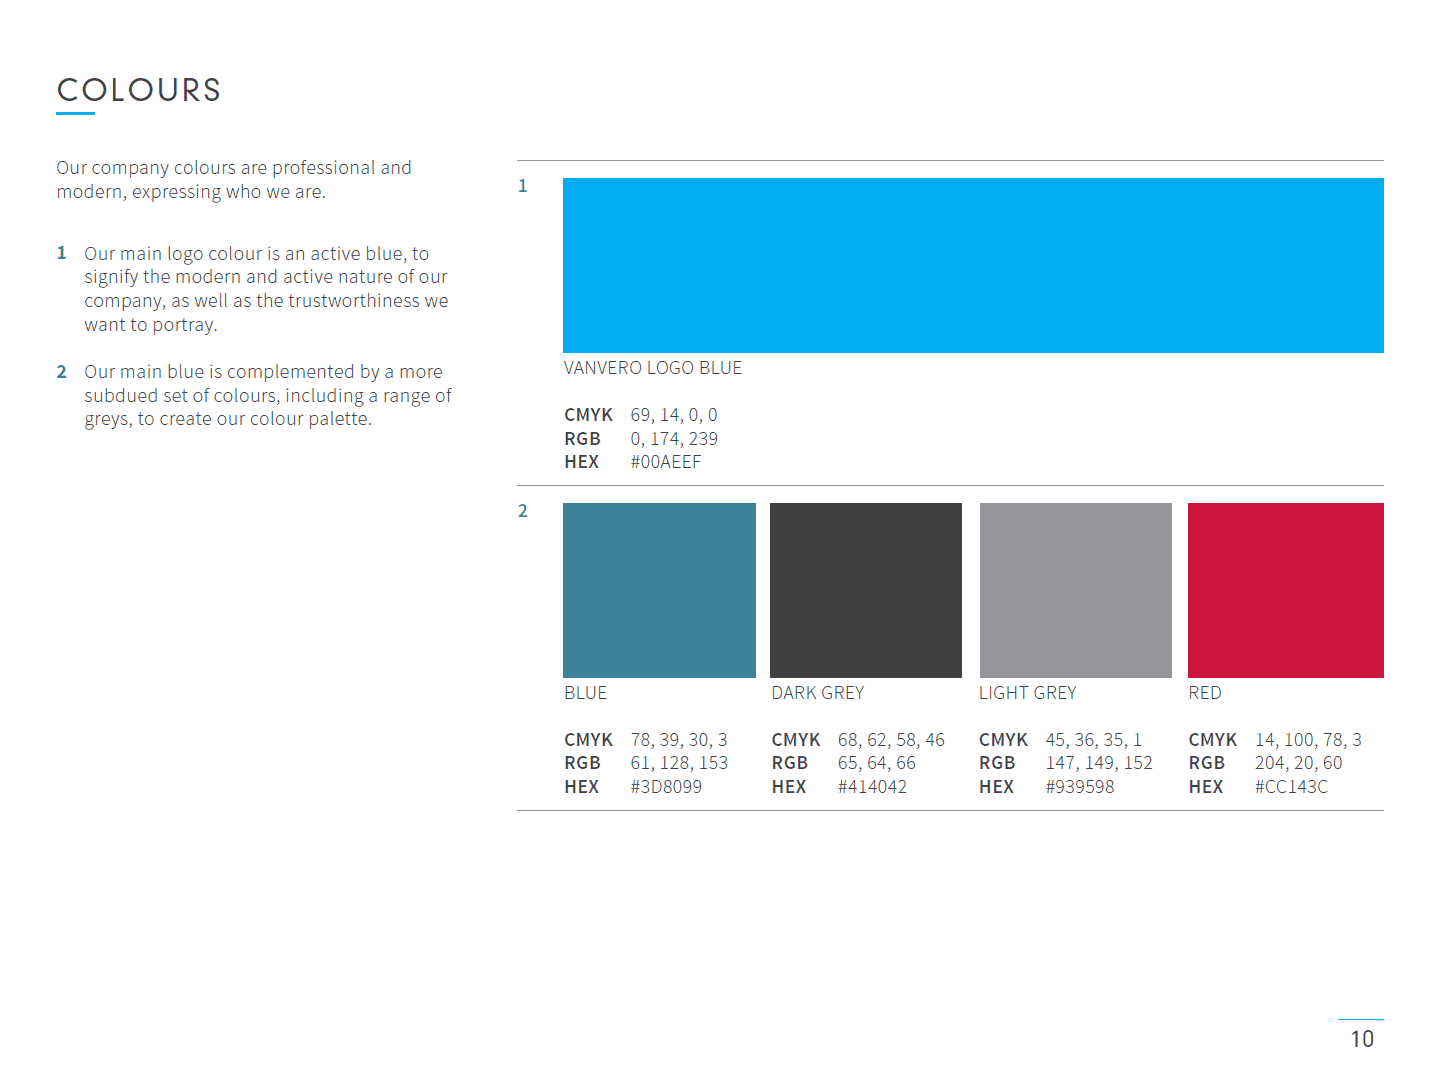 COLOURS
Our company colours are professional and
modern, expressing who we are.
1 Our main logo colour is an active blue, to
signify the modern and active nature of our
company, as well as the trustworthiness we
want to portray.
2 Our main blue is complemented by a more
subdued set of colours, including a range of
greys, to create our colour palette.
1
VANVERO LOGO BLUE
CMYK 69, 14, 0, 0
RGB 0, 174, 239
HEX #00AEEF
2
BLUE
CMYK 78, 39, 30, 3
RGB 61, 128, 153
HEX #3D8099
DARK GREY
CMYK 68, 62, 58, 46
RGB 65, 64, 66
HEX #414042
LIGHT GREY
CMYK 45, 36, 35, 1
RGB 147, 149, 152
HEX #939598
RED
CMYK 14, 100, 78, 3
RGB 204, 20, 60
HEX #CC143C
10